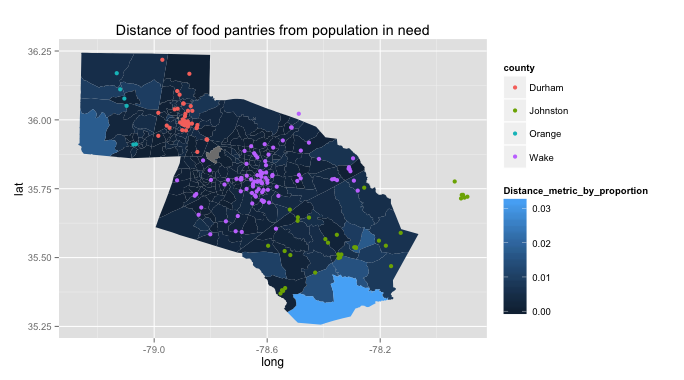 Distance of food pantries from population in need
36.25
36.00
35.75
35.50
35.25
lat
-79.0
-78.6
-78.2
long
county
Durham
Johnston
Orange
Wake
Distance_metric_by_proportion
0.03
0.02
0.01
0.00